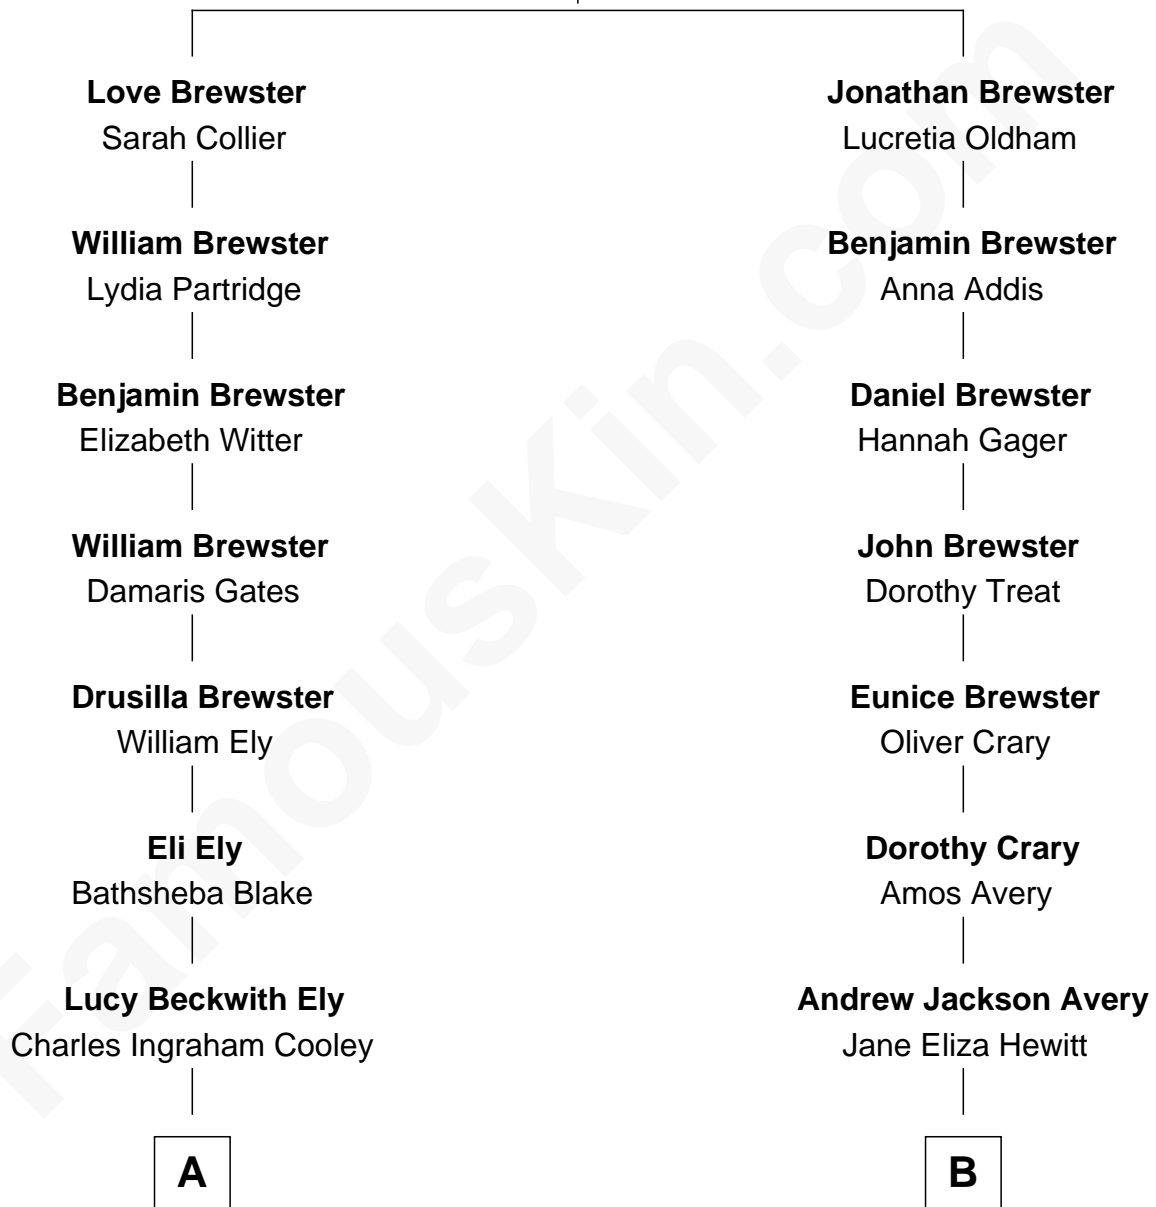 Love Brewster
Sarah Collier
William Brewster
Lydia Partridge
Benjamin Brewster
Elizabeth Witter
William Brewster
Damaris Gates
Drusilla Brewster
William Ely
Eli Ely
Bathsheba Blake
Lucy Beckwith Ely
Charles Ingraham Cooley
A
Jonathan Brewster
Lucretia Oldham
Benjamin Brewster
Anna Addis
Daniel Brewster
Hannah Gager
John Brewster
Dorothy Treat
Eunice Brewster
Oliver Crary
Dorothy Crary
Amos Avery
Andrew Jackson Avery
Jane Eliza Hewitt
B
FamousKin.com